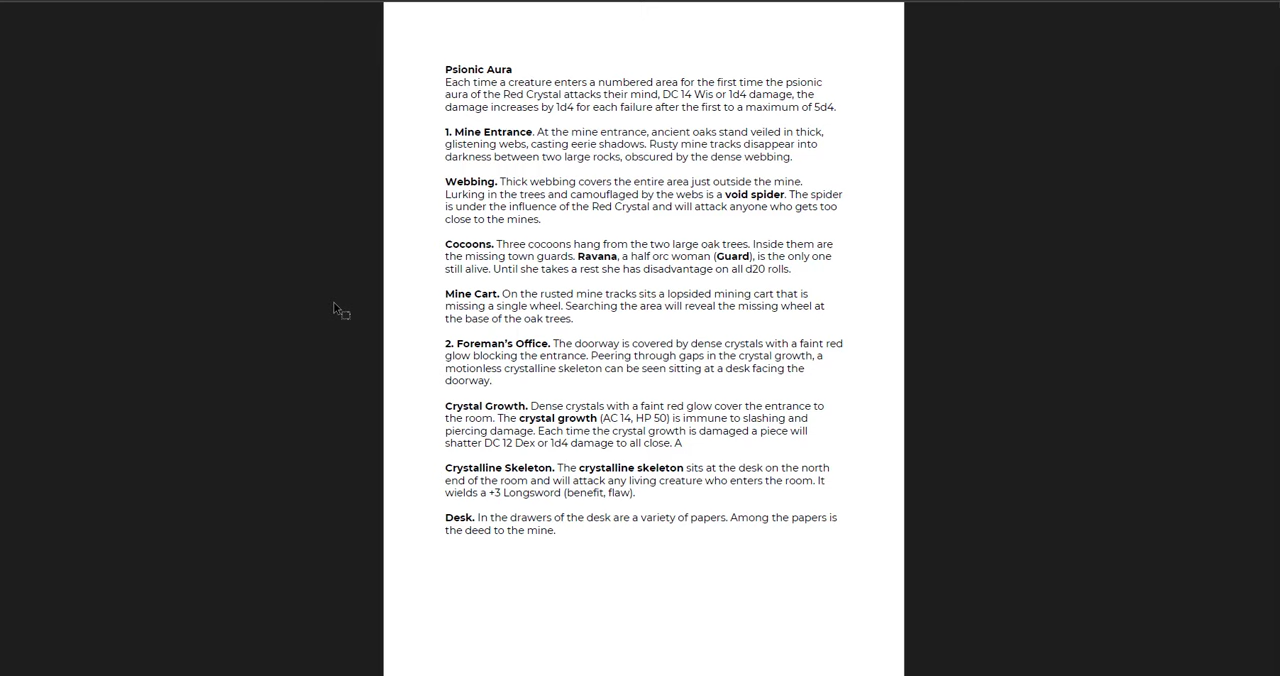 Psionic Aura
Each time a creature enters a numbered area for the first time the psionic
aura of the Red Crystal attacks their mind, DC 14 Wis or 1d4 damage, the
damage increases by 1d4 for each failure after the first to a maximum of 5d4.
1. Mine Entrance. At the mine entrance, ancient oaks stand veiled in thick,
glistening webs, casting eerie shadows. Rusty mine tracks disappear into
darkness between two large rocks, obscured by the dense webbing.
Webbing. Thick webbing covers the entire area just outside the mine.
Lurking in the trees and camouflaged by the webs is a void spider. The spider
is under the influence of the Red Crystal and will attack anyone who gets too
close to the mines.
Cocoons. Three cocoons hang from the two large oak trees. Inside them are
the missing town guards. Ravana, a half orc woman (Guard), is the only one
still alive. Until she takes a rest she has disadvantage on all d20 rolls.
Mine Cart. On the rusted mine tracks sits a lopsided mining cart that is
missing a single wheel. Searching the area will reveal the missing wheel at
the base of the oak trees.
2. Foreman's Office. The doorway is covered by dense crystals with a faint red
glow blocking the entrance. Peering through gaps in the crystal growth, a
motionless crystalline skeleton can be seen sitting at a desk facing the
doorway.
Crystal Growth. Dense crystals with a faint red glow cover the entrance to
the room. The crystal growth (AC 14, HP 50) is immune to slashing and
piercing damage. Each time the crystal growth is damaged a piece will
shatter DC 12 Dex or 1d4 damage to all close. A
Crystalline Skeleton. The crystalline skeleton sits at the desk on the north
end of the room and will attack any living creature who enters the room. It
wields a +3 Longsword (benefit, flaw).
Desk. In the drawers of the desk are a variety of papers. Among the papers is
the deed to the mine.